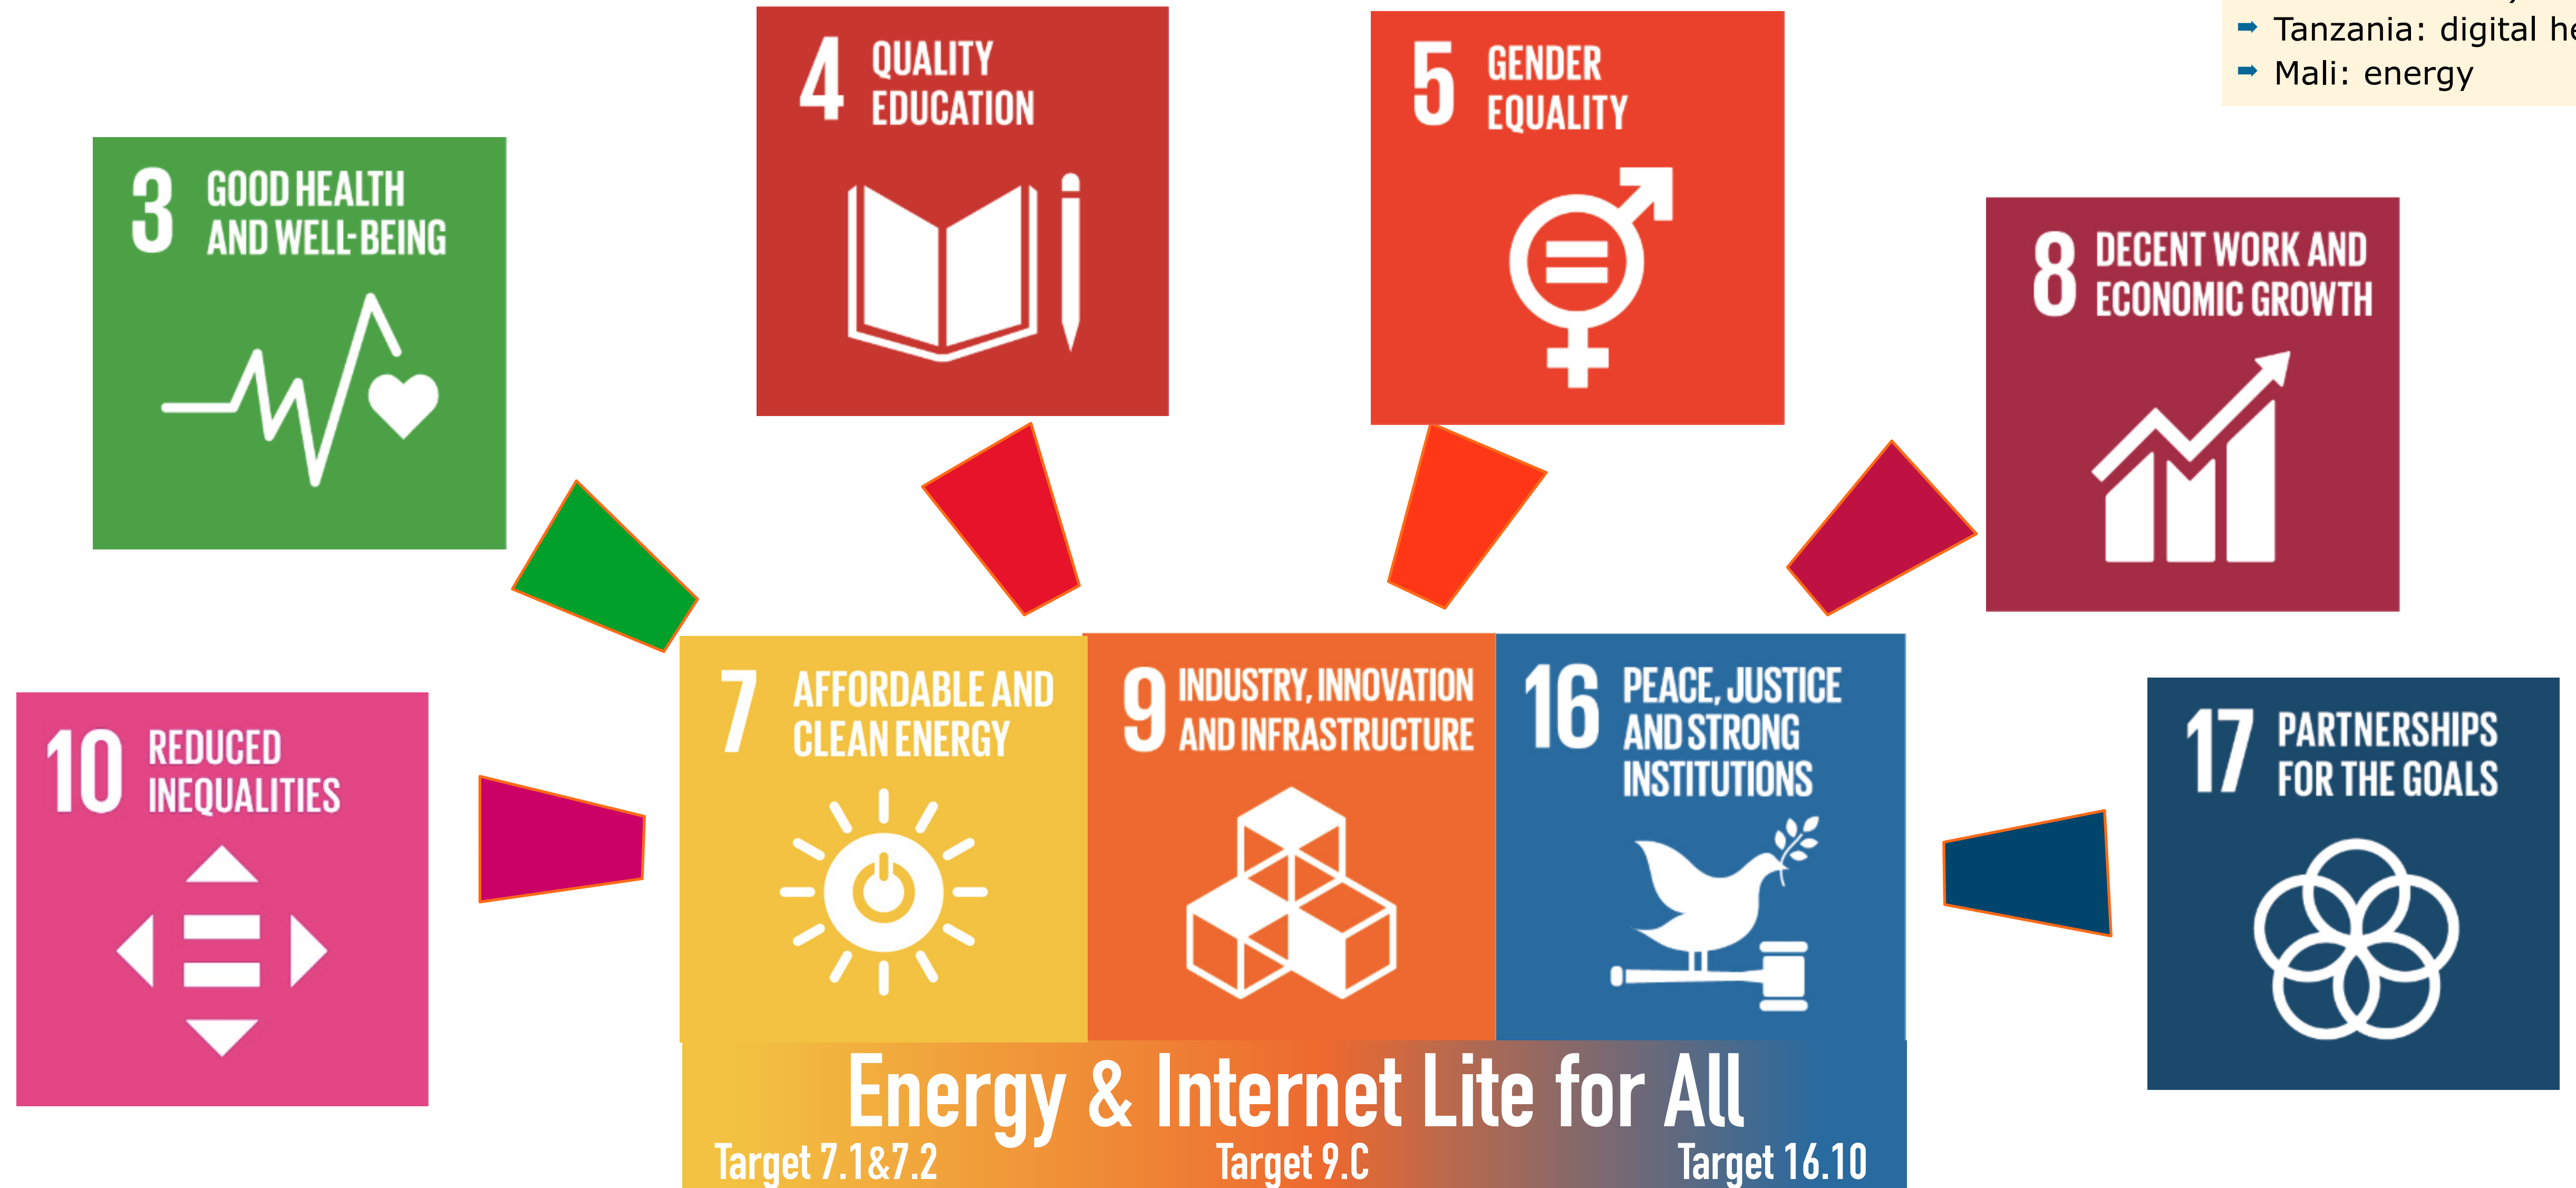 ➡ Tanzania: digital
➡ Mali: energy
4 QUALITY
EDUCATION
5 GENDER
EQUALITY
3 GOOD HEALTH
AND WELL-BEING
8 DECENT WORK AND
ECONOMIC GROWTH
10 REDUCED
INEQUALITIES
7 AFFORDABLE AND
CLEAN ENERGY
9 INDUSTRY, INNOVATION
AND INFRASTRUCTURE
16 PEACE, JUSTICE
AND STRONG
INSTITUTIONS
17 PARTNERSHIPS
FOR THE GOALS
Energy & Internet Lite for All
Target 7.1&7.2
Target 9.C
Target 16.10